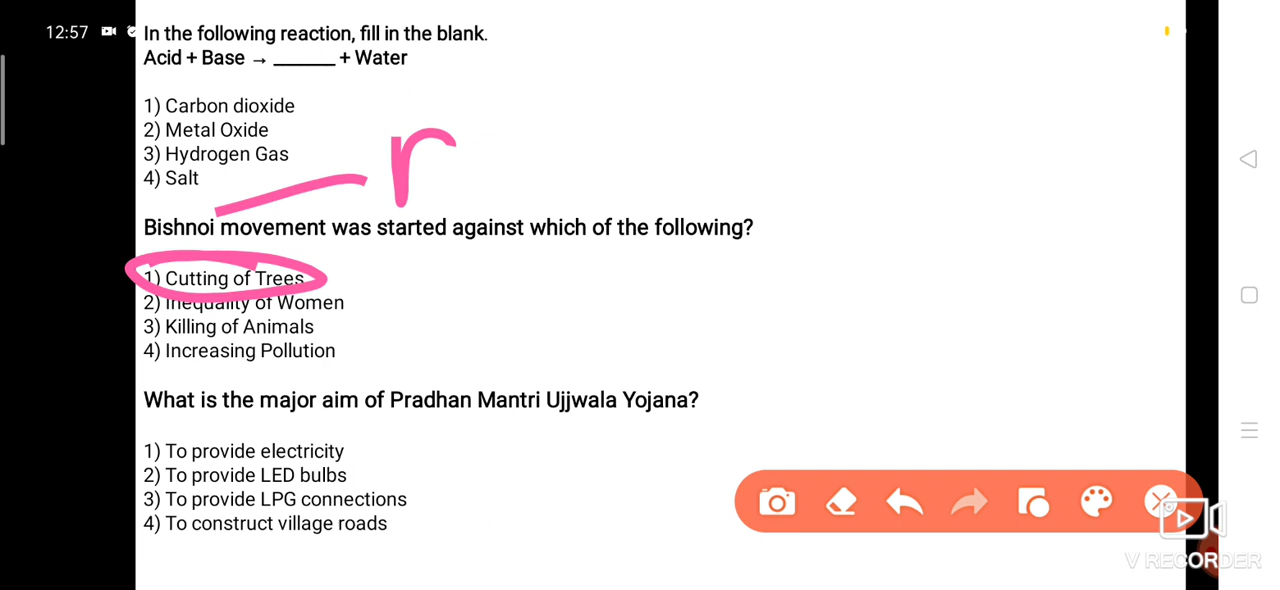 12:57
In the following reaction, fill in the blank.
Acid + Base → ______ + Water
1) Carbon dioxide
2) Metal Oxide
3) Hydrogen Gas
4) Salt
r
Bishnoi movement was started against which of the following?
1) Cutting of Trees
2) Inequality of Women
3) Killing of Animals
4) Increasing Pollution
What is the major aim of Pradhan Mantri Ujjwala Yojana?
1) To provide electricity
2) To provide LED bulbs
3) To provide LPG connections
4) To construct village roads
V RECORDER